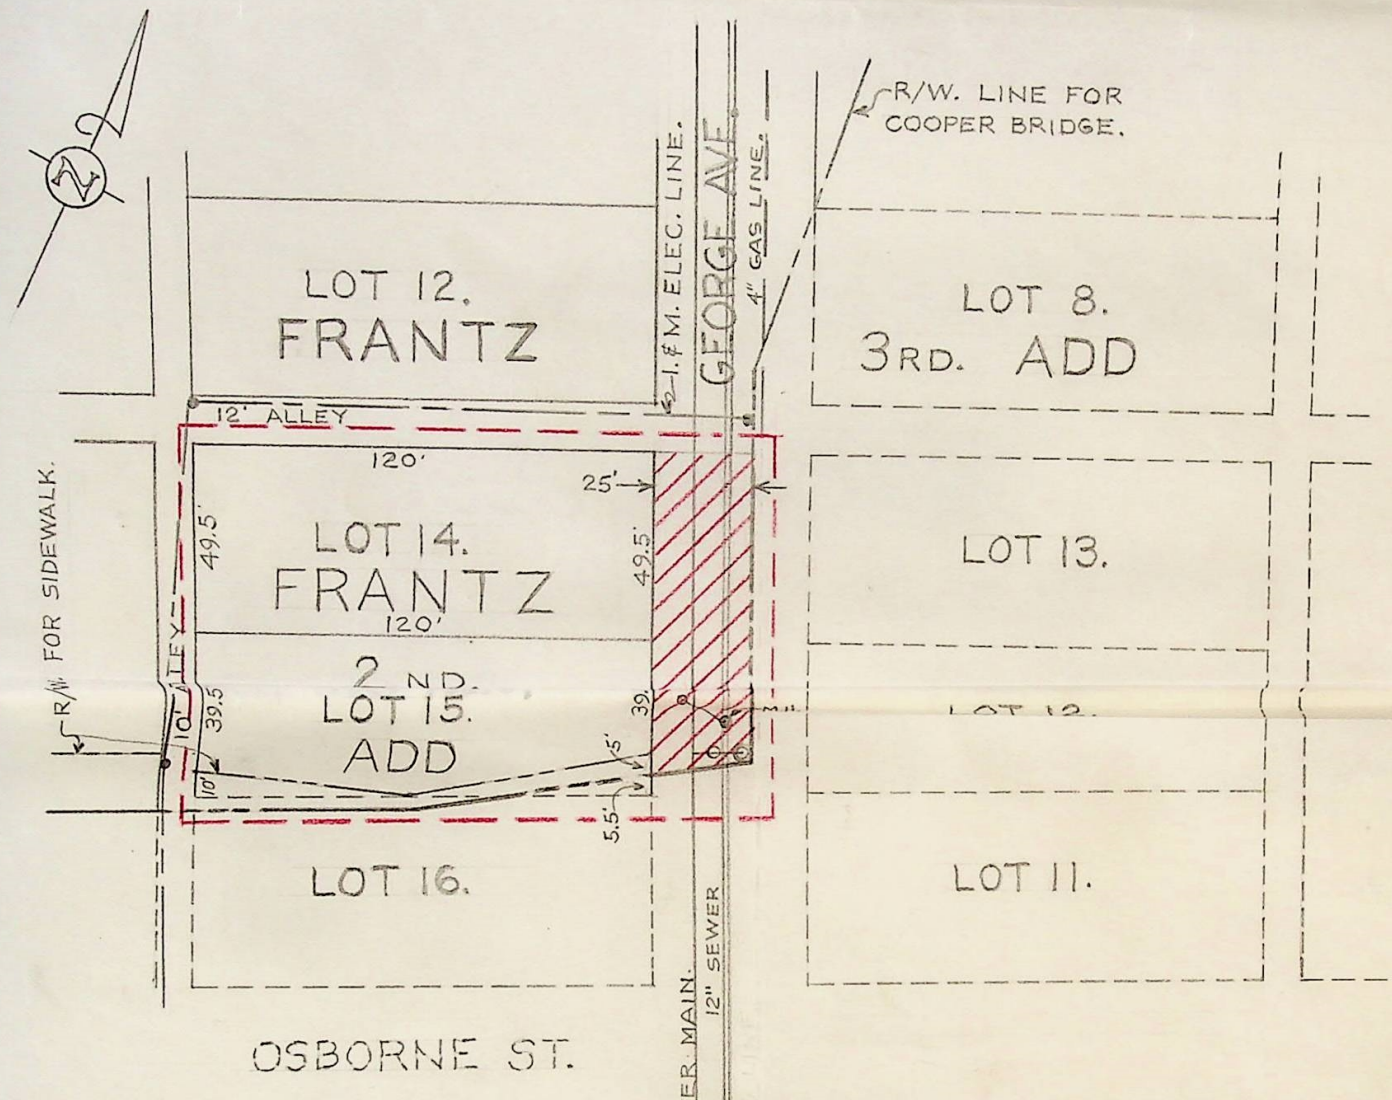 R/W. LINE FOR
COOPER BRIDGE.
N
I. & M. ELEC. LINE.
GEORGE AVE.
4" GAS LINE.
LOT 12.
FRANTZ
LOT 8.
3RD. ADD
12' ALLEY
120'
25'
49.5'
LOT 14.
49.5'
FRANTZ
120'
LOT 13.
R/W. FOR SIDEWALK.
10' ALLEY
2 ND.
39.5
LOT 15.
39.
ADD
LOT 12.
10'
5'
5.5'
LOT 16.
LOT 11.
12" SEWER
ER MAIN.
OSBORNE ST.